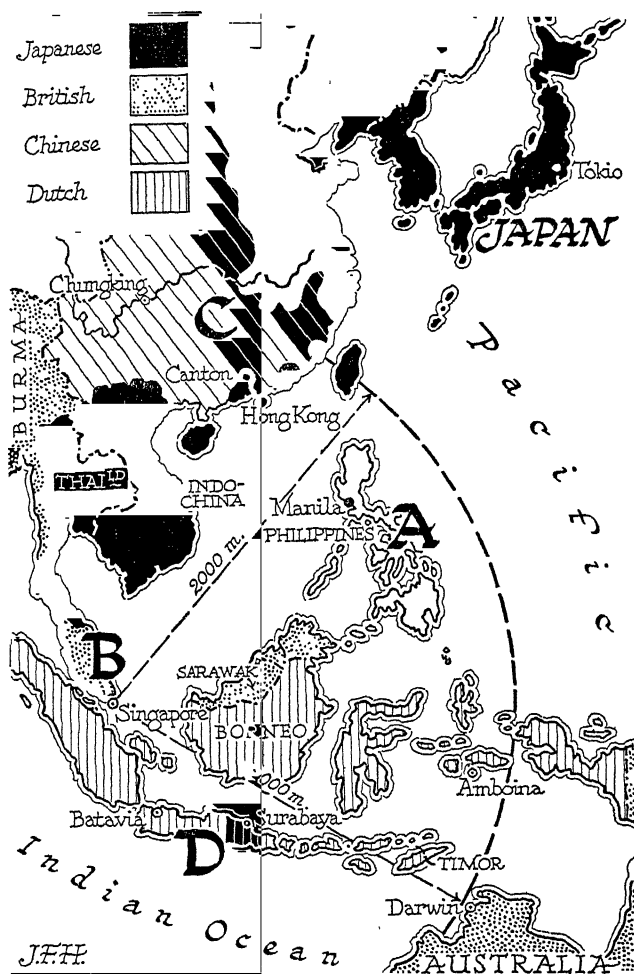 Japanese
British
Chinese
Dutch
Tokio
JAPAN
Chungking
C
BURMA
Canton
Hong Kong
Pacific
THAILD
INDO-
CHINA
Manila
PHILIPPINES
A
2000 m.
B
SARAWAK
Singapore
BORNEO
Amboina
Batavia
Surabaya
D
TIMOR
Indian Ocean
Darwin
J.F.H.
AUSTRALIA